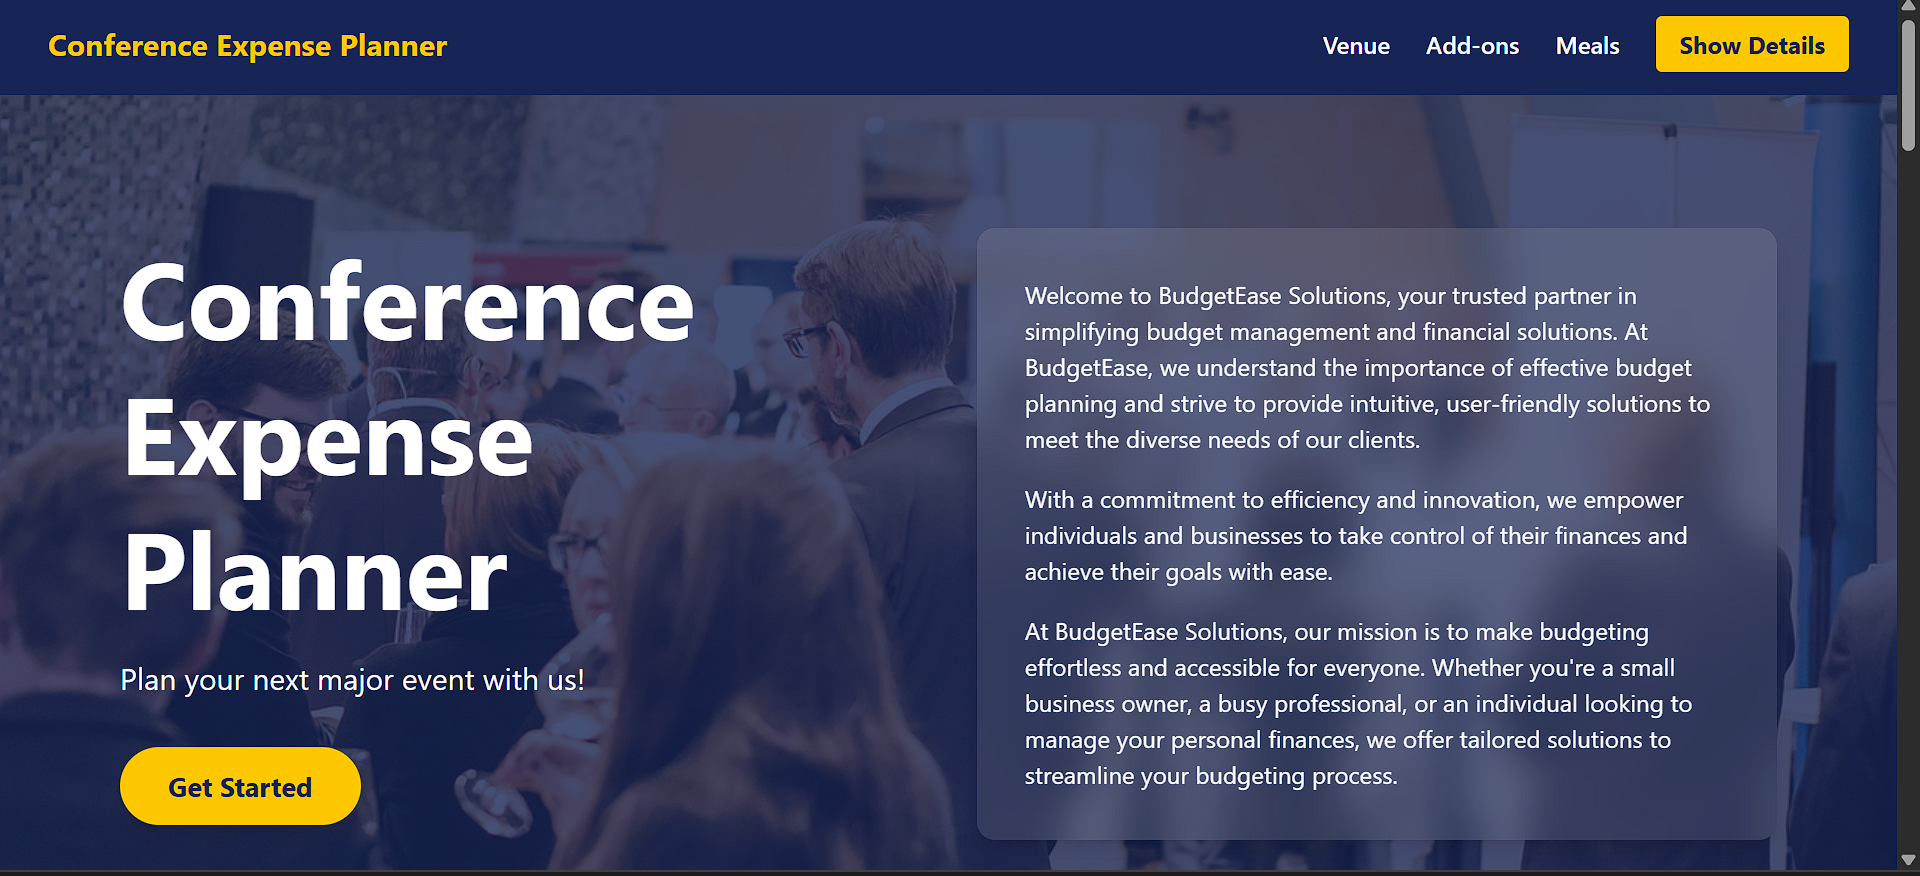 Conference Expense Planner
Venue
Add-ons
Meals
Show Details
Conference
Expense
Planner
Plan your next major event with us!
Get Started
Welcome to BudgetEase Solutions, your trusted partner in
simplifying budget management and financial solutions. At
BudgetEase, we understand the importance of effective budget
planning and strive to provide intuitive, user-friendly solutions to
meet the diverse needs of our clients.
With a commitment to efficiency and innovation, we empower
individuals and businesses to take control of their finances and
achieve their goals with ease.
At BudgetEase Solutions, our mission is to make budgeting
effortless and accessible for everyone. Whether you're a small
business owner, a busy professional, or an individual looking to
manage your personal finances, we offer tailored solutions to
streamline your budgeting process.